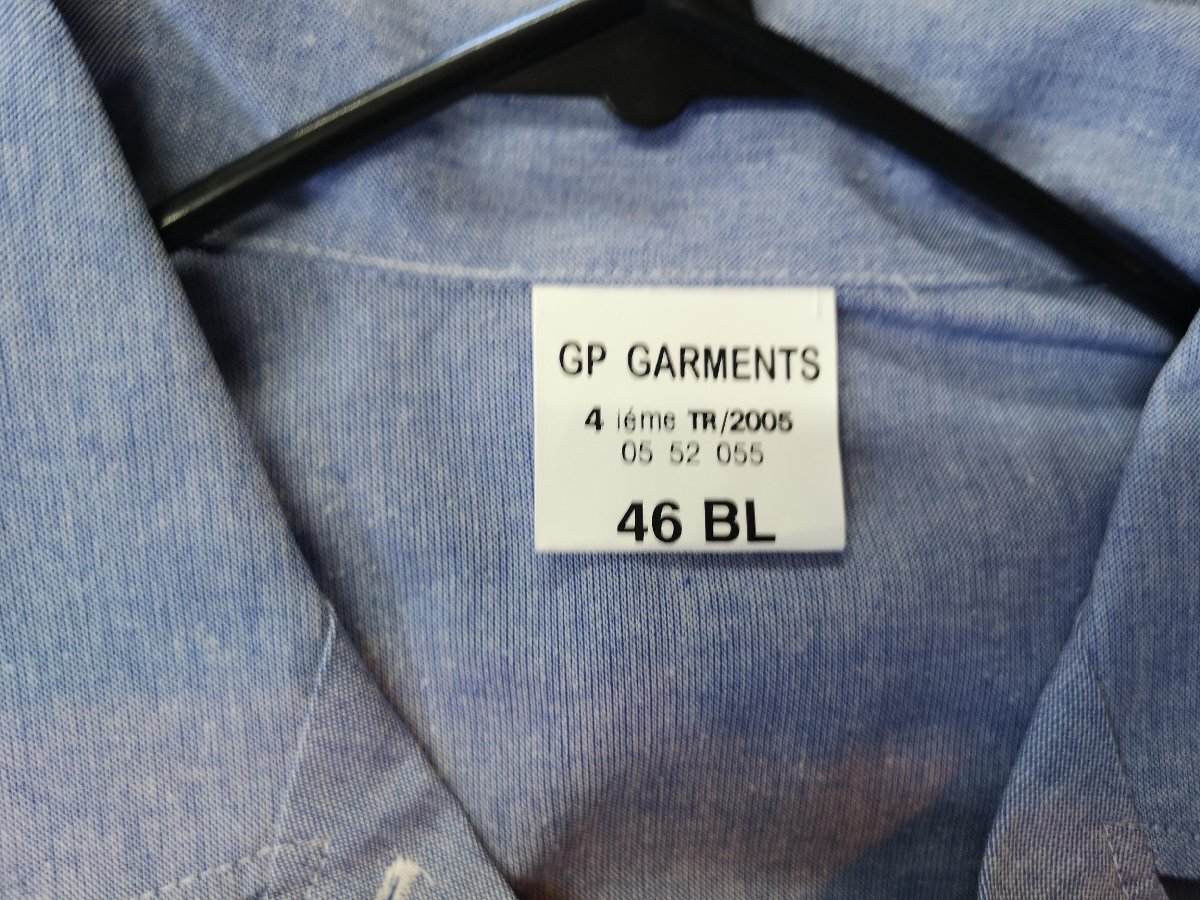 GP GARMENTS
4 iéme TR/2005
05 52 055
46 BL